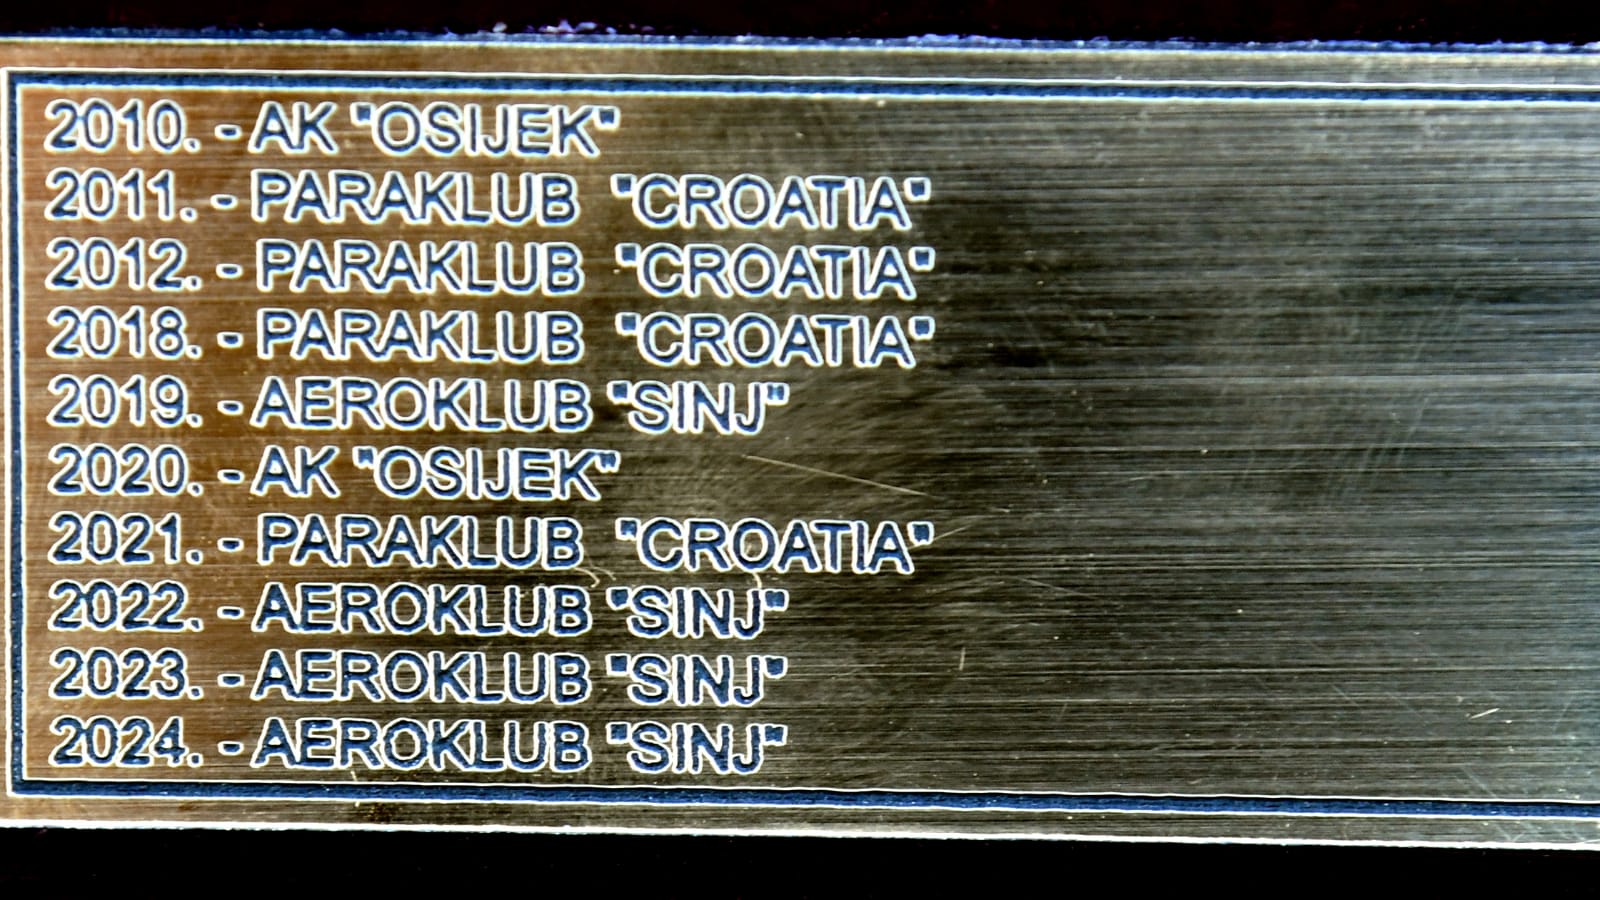 2010. - AK "OSIJEK"
2011. - PARAKLUB "CROATIA"
2012. - PARAKLUB "CROATIA"
2018. - PARAKLUB "CROATIA"
2019. - AEROKLUB "SINJ"
2020. - AK "OSIJEK"
2021. - PARAKLUB "CROATIA"
2022. - AEROKLUB "SINJ"
2023. - AEROKLUB "SINJ"
2024. - AEROKLUB "SINJ"